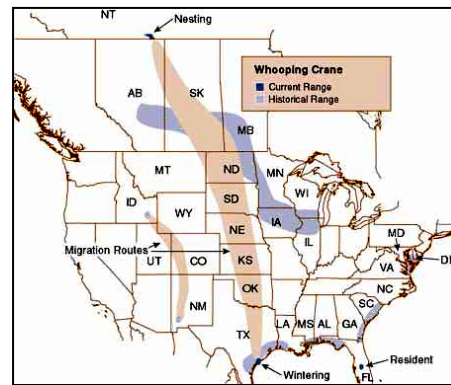 NT
Nesting
Whooping Crane
Current Range
Historical Range
AB
SK
MB
MT
ND
MN
WI
ID
WY
SD
IA
IL
MD
Migration Routes
NE
UT
CO
KS
VA
NC
NM
OK
SC
TX
LA
MS
AL
GA
Resident
Wintering
FL